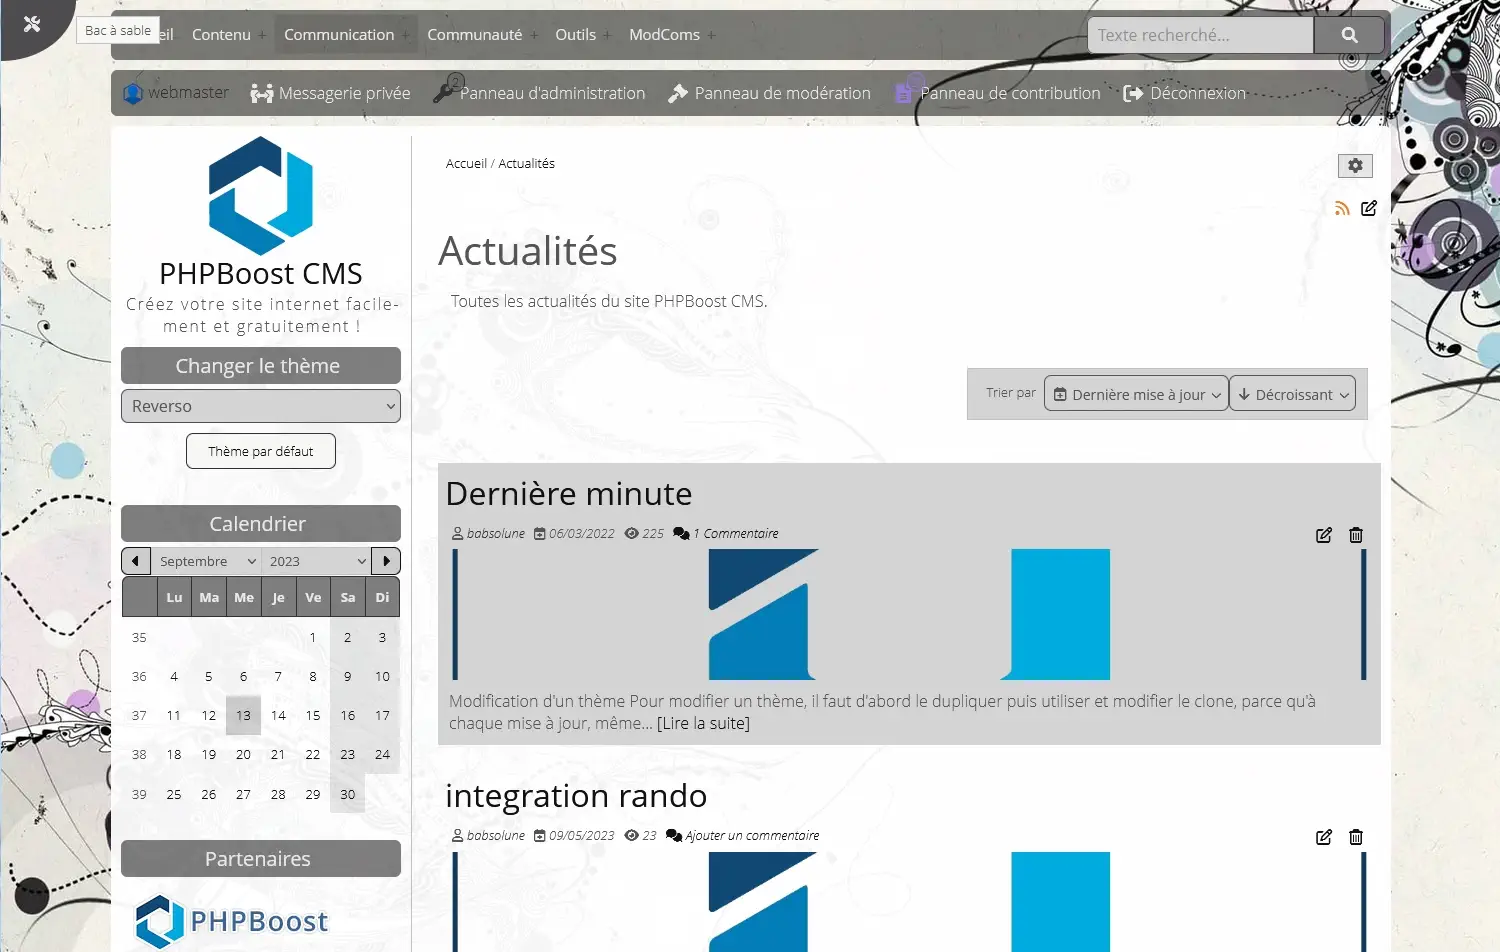 Bac à sable
eil Contenu + Communication + Communauté + Outils + ModComs +
Texte recherché...
webmaster Messagerie privée 2 Panneau d'administration Panneau de modération Panneau de contribution Déconnexion
PHPBoost CMS
Créez votre site internet facile-
ment et gratuitement !
Changer le thème
Reverso
Thème par défaut
Calendrier
Septembre 2023
Lu Ma Me Je Ve Sa Di
35 1 2 3
36 4 5 6 7 8 9 10
37 11 12 13 14 15 16 17
38 18 19 20 21 22 23 24
39 25 26 27 28 29 30
Partenaires
PHPBoost
Accueil / Actualités
Actualités
Toutes les actualités du site PHPBoost CMS.
Trier par Dernière mise à jour Décroissant
Dernière minute
babsolune 06/03/2022 225 1 Commentaire
Modification d'un thème Pour modifier un thème, il faut d'abord le dupliquer puis utiliser et modifier le clone, parce qu'à
chaque mise à jour, même... [Lire la suite]
integration rando
babsolune 09/05/2023 23 Ajouter un commentaire